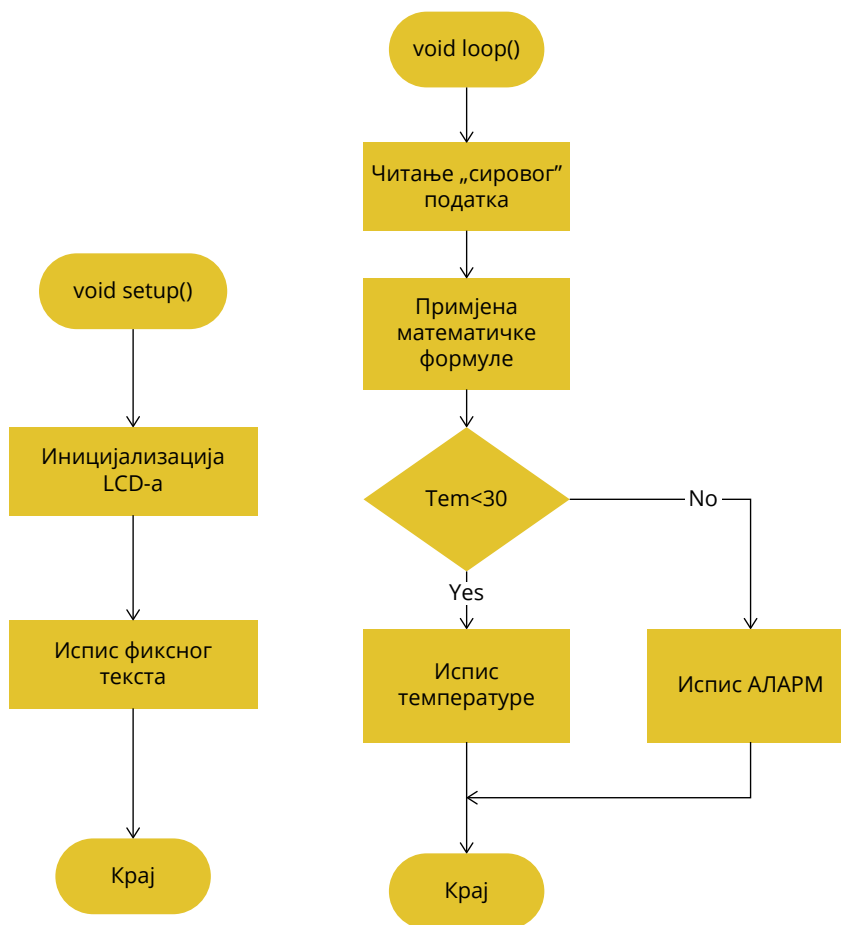 void setup()
Иницијализација
LCD-a
Испис фиксног
текста
Крај
void loop()
Читање „сировог”
податка
Примјена
математичке
формуле
Tem<30
No
Yes
Испис
температуре
Испис АЛАРМ
Крај